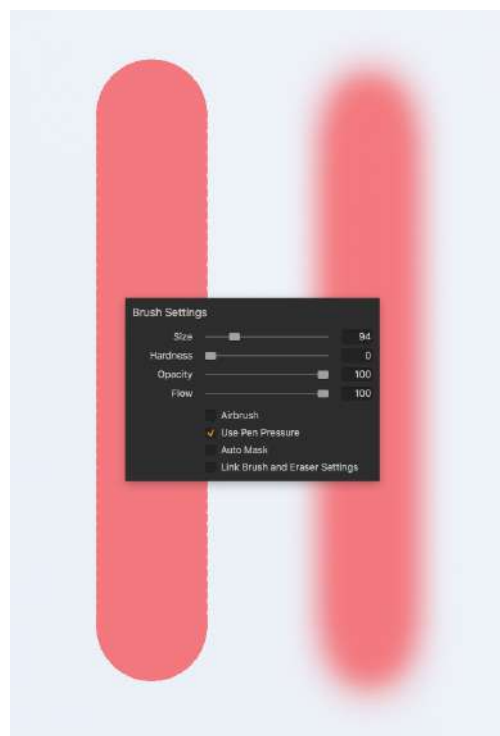 Brush Settings
Size 94
Hardness 0
Opacity 100
Flow 100
Airbrush
Use Pen Pressure
Auto Mask
Link Brush and Eraser Settings